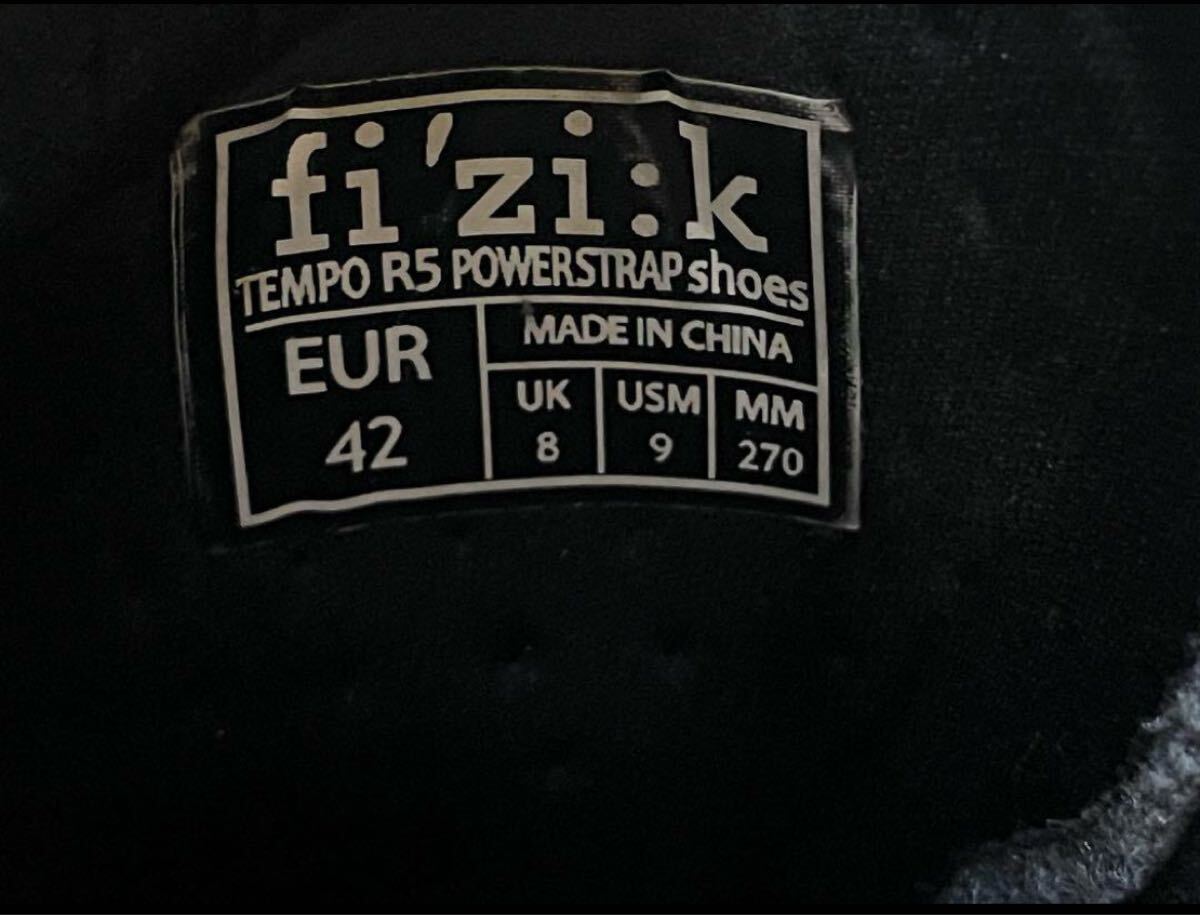 fi'zi:k
TEMPO R5 POWERSTRAP shoes
EUR
42
MADE IN CHINA
UK USM MM
8 9 270